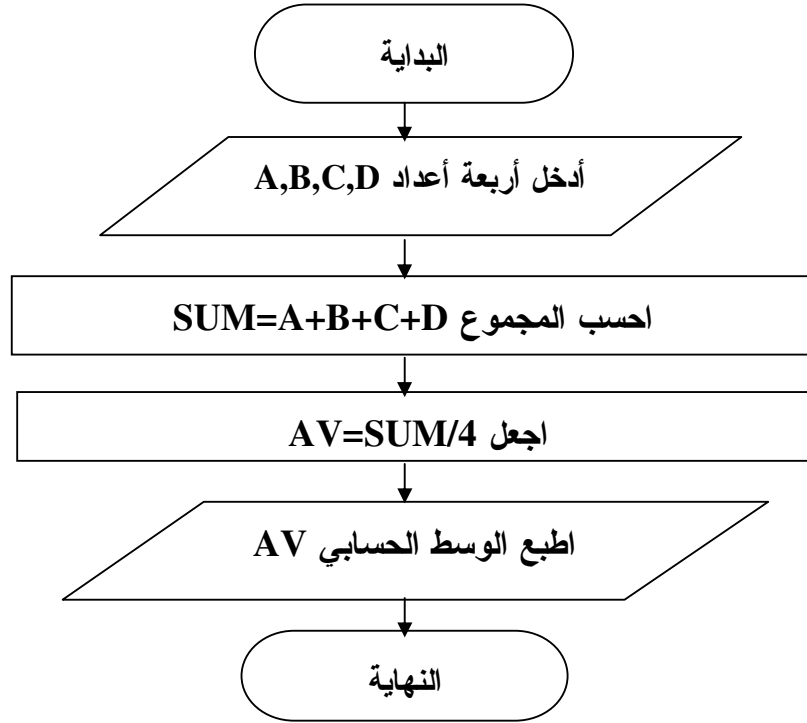 البداية
أدخل أربعة أعداد A,B,C,D
احسب المجموع SUM=A+B+C+D
اجعل AV=SUM/4
اطبع الوسط الحسابي AV
النهاية